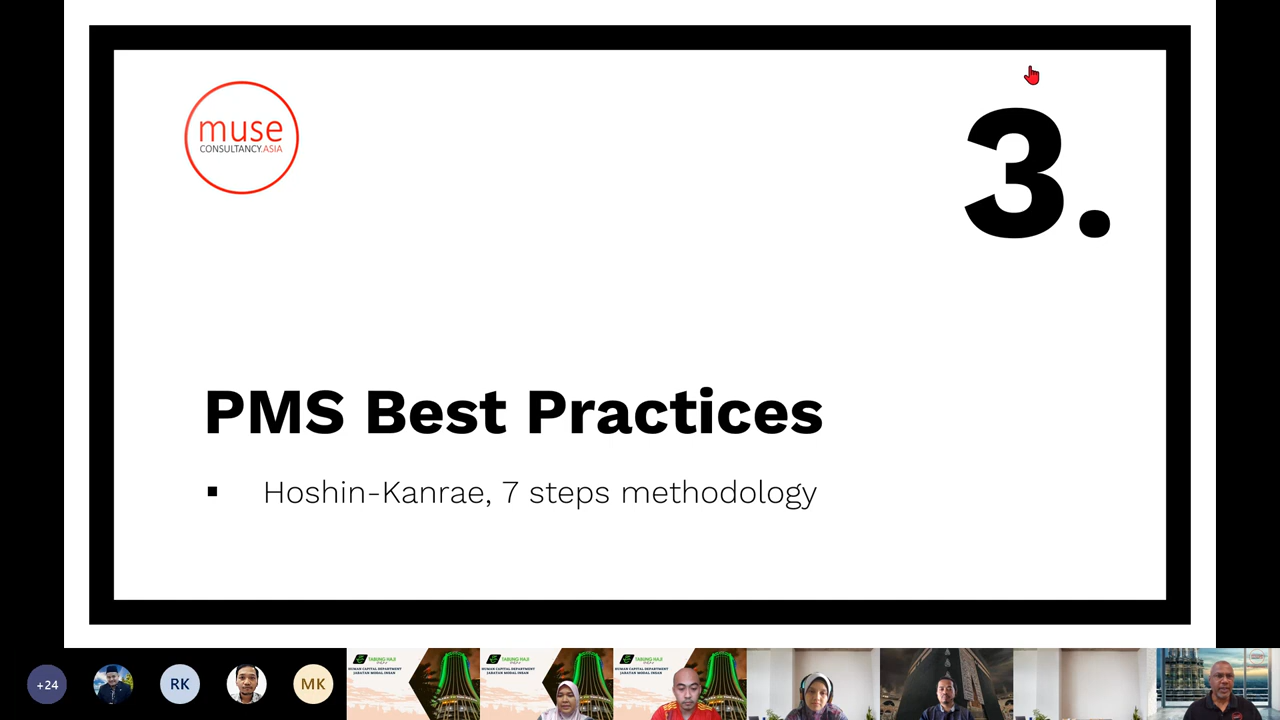 muse
CONSULTANCY.ASIA
3.
PMS Best Practices
Hoshin-Kanrae, 7 steps methodology
+24
RK
MK
TABUNG HAJI
HUMAN CAPITAL DEPARTMENT
JABATAN MODAL INSAN
TABUNG HAJI
HUMAN CAPITAL DEPARTMENT
JABATAN MODAL INSAN
TABUNG HAJI
HUMAN CAPITAL DEPARTMENT
JABATAN MODAL INSAN